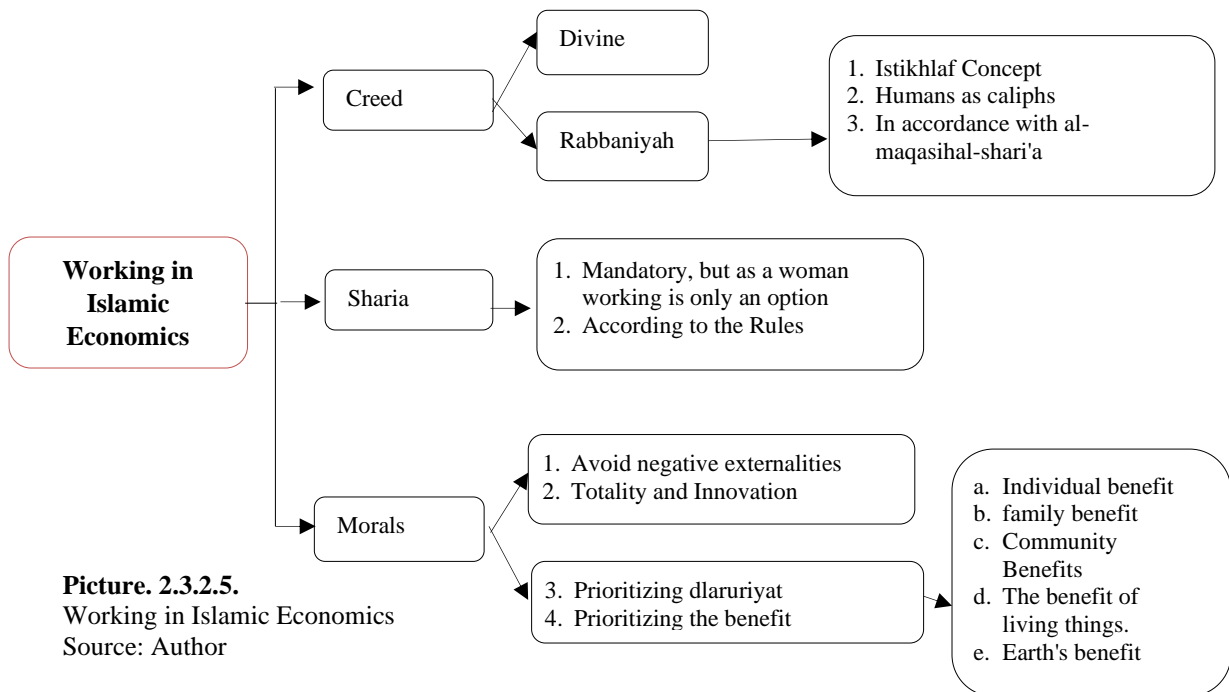 Working in
Islamic
Economics
Creed
Divine
Rabbaniyah
1. Istikhlaf Concept
2. Humans as caliphs
3. In accordance with al-
maqasihal-shari'a
Sharia
1. Mandatory, but as a woman
working is only an option
2. According to the Rules
Morals
1. Avoid negative externalities
2. Totality and Innovation
3. Prioritizing dlaruriyat
4. Prioritizing the benefit
a. Individual benefit
b. family benefit
c. Community
Benefits
d. The benefit of
living things.
e. Earth's benefit
Picture. 2.3.2.5.
Working in Islamic Economics
Source: Author